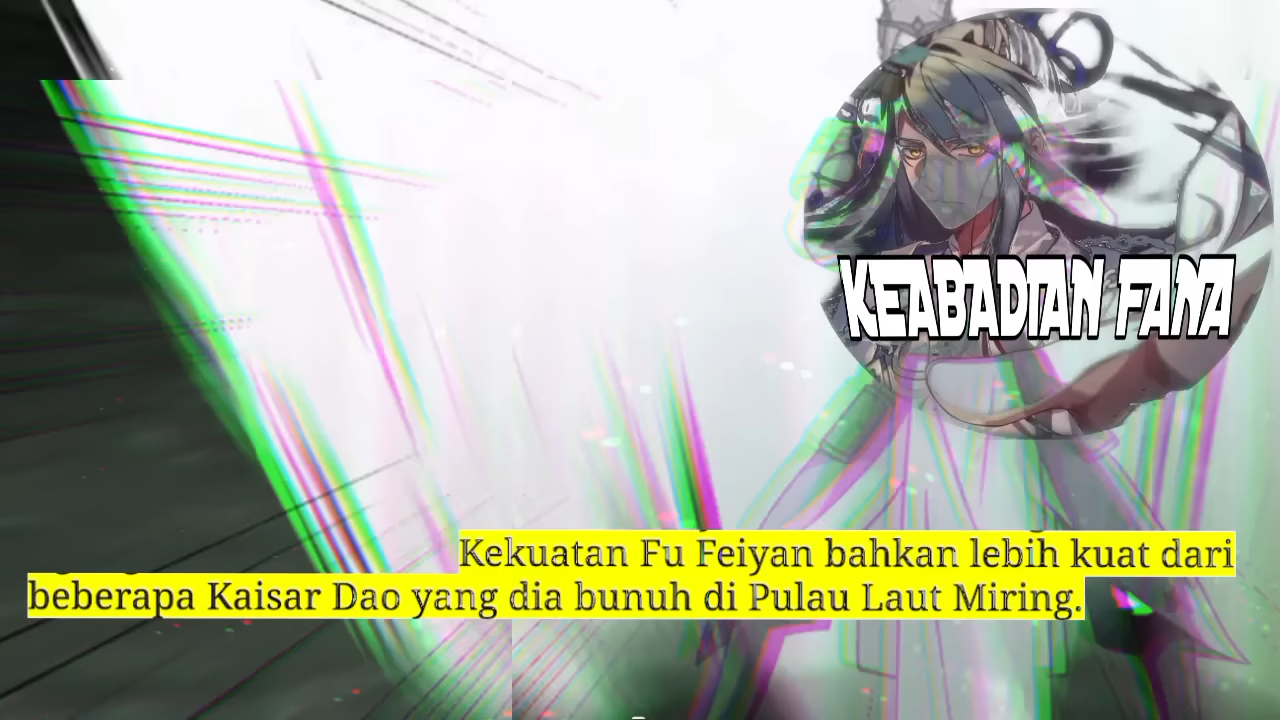 KEABADIAN FANA
Kekuatan Fu Feiyan bahkan lebih kuat dari
beberapa Kaisar Dao yang dia bunuh di Pulau Laut Miring.